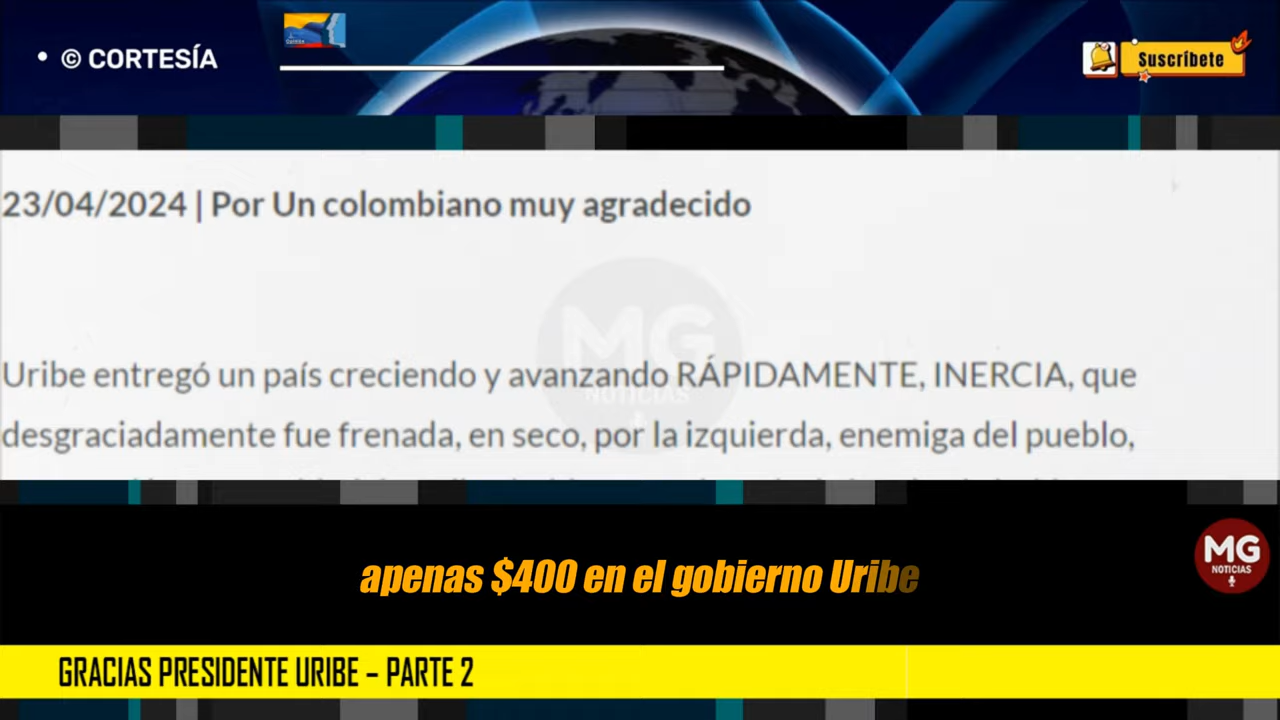 • © CORTESÍA
Suscríbete
23/04/2024 | Por Un colombiano muy agradecido
MG
NOTICIAS
Uribe entregó un país creciendo y avanzando RÁPIDAMENTE, INERCIA, que
desgraciadamente fue frenada, en seco, por la izquierda, enemiga del pueblo,
apenas $400 en el gobierno Uribe
MG
NOTICIAS
GRACIAS PRESIDENTE URIBE – PARTE 2